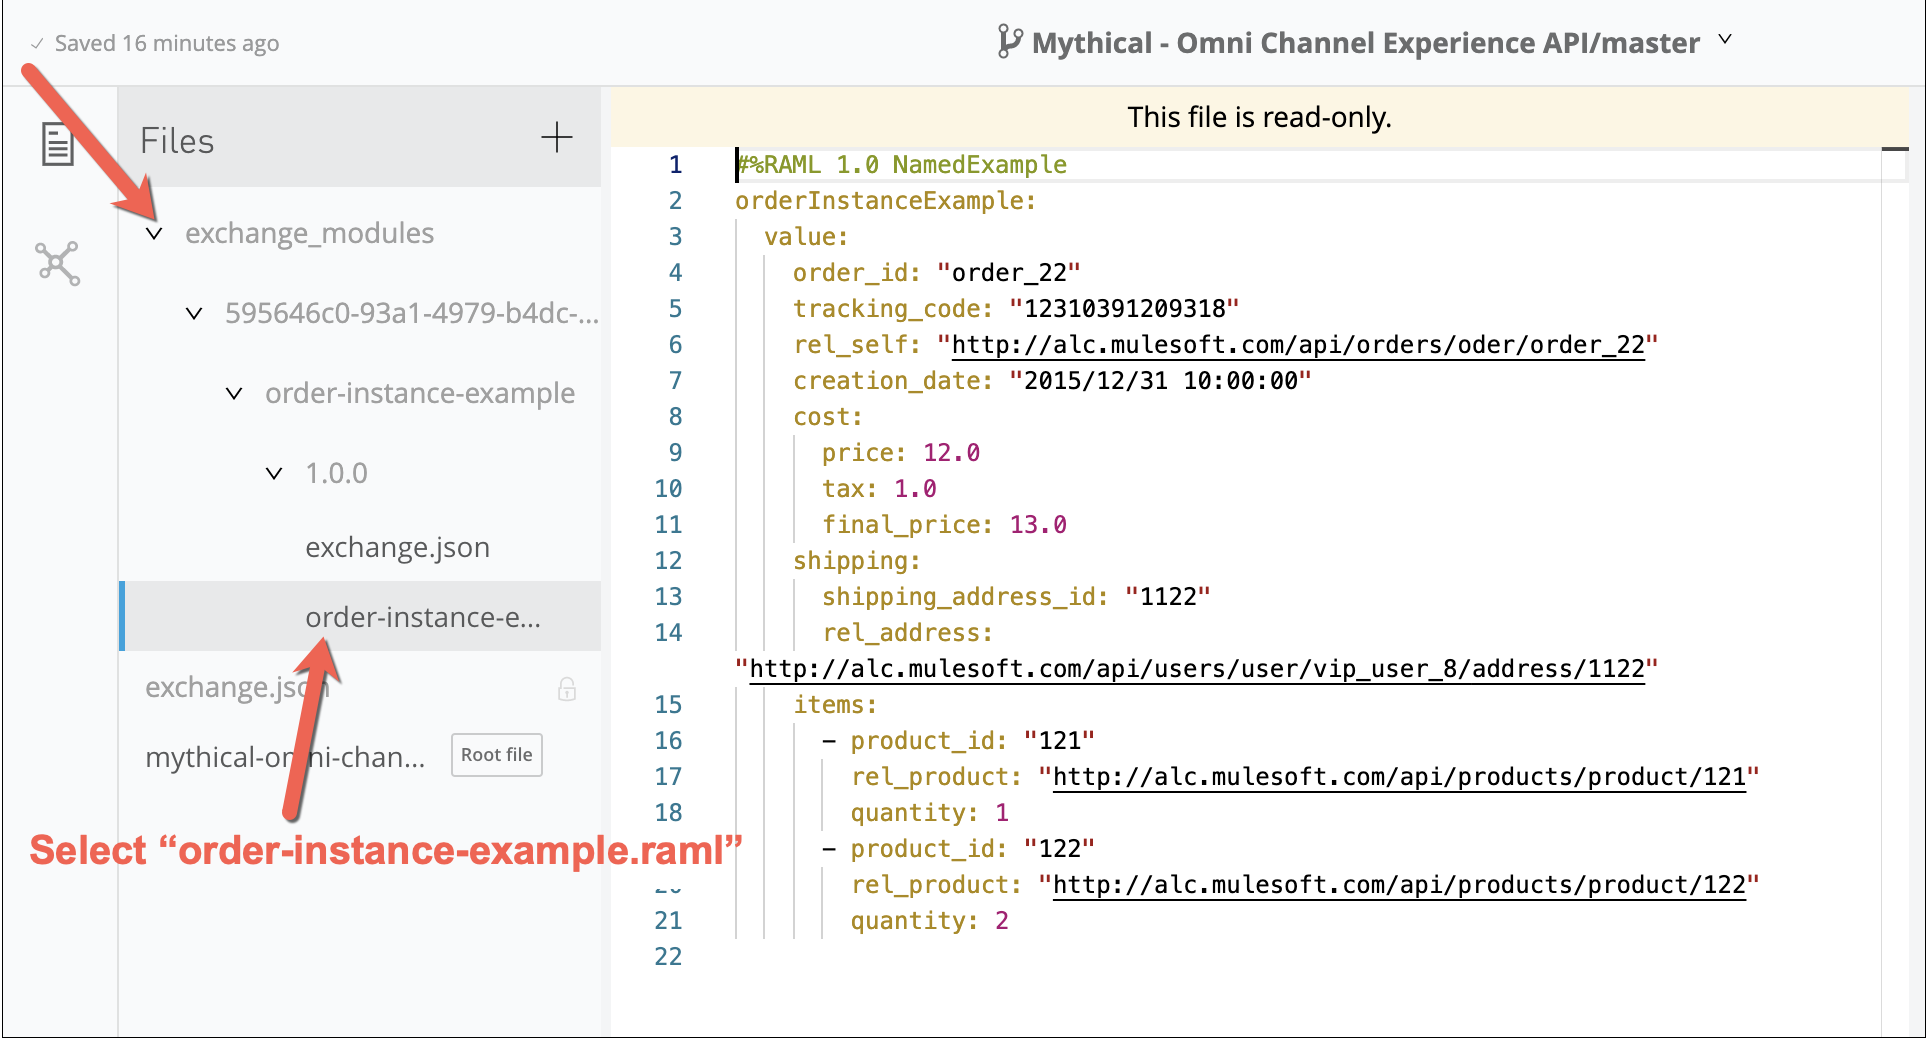 ✓ Saved 16 minutes ago
Mythical - Omni Channel Experience API/master
Files +
exchange_modules
595646c0-93a1-4979-b4dc-...
order-instance-example
1.0.0
exchange.json
order-instance-e...
exchange.json
mythical-omni-chan... Root file
Select “order-instance-example.raml”
This file is read-only.
1 #%RAML 1.0 NamedExample
2 orderInstanceExample:
3 value:
4 order_id: "order_22"
5 tracking_code: "12310391209318"
6 rel_self: "http://alc.mulesoft.com/api/orders/oder/order_22"
7 creation_date: "2015/12/31 10:00:00"
8 cost:
9 price: 12.0
10 tax: 1.0
11 final_price: 13.0
12 shipping:
13 shipping_address_id: "1122"
14 rel_address:
"http://alc.mulesoft.com/api/users/user/vip_user_8/address/1122"
15 items:
16 - product_id: "121"
17 rel_product: "http://alc.mulesoft.com/api/products/product/121"
18 quantity: 1
- product_id: "122"
rel_product: "http://alc.mulesoft.com/api/products/product/122"
21 quantity: 2
22